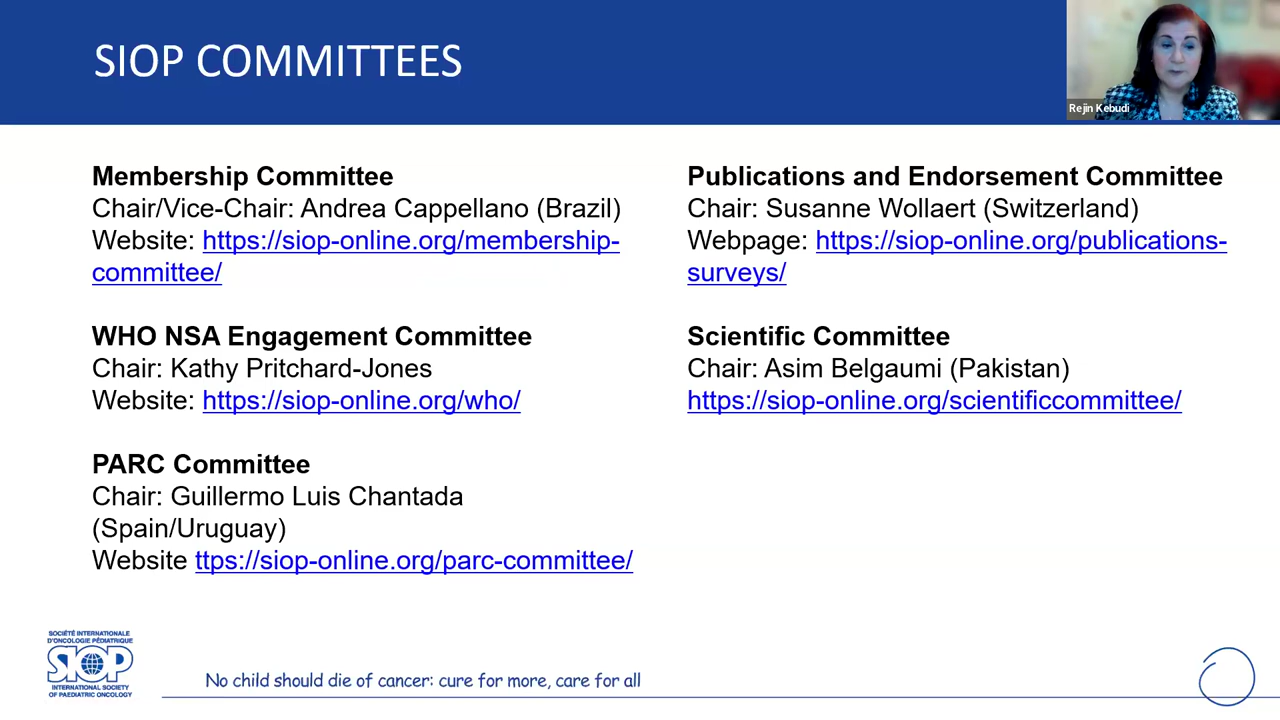 SIOP COMMITTEES
Rejin Kebudi
Membership Committee
Chair/Vice-Chair: Andrea Cappellano (Brazil)
Website: https://siop-online.org/membership-
committee/
WHO NSA Engagement Committee
Chair: Kathy Pritchard-Jones
Website: https://siop-online.org/who/
PARC Committee
Chair: Guillermo Luis Chantada
(Spain/Uruguay)
Website ttps://siop-online.org/parc-committee/
Publications and Endorsement Committee
Chair: Susanne Wollaert (Switzerland)
Webpage: https://siop-online.org/publications-
surveys/
Scientific Committee
Chair: Asim Belgaumi (Pakistan)
https://siop-online.org/scientificcommittee/
SOCIÉTÉ INTERNATIONALE
D'ONCOLOGIE PÉDIATRIQUE
SIOP
INTERNATIONAL SOCIETY
OF PAEDIATRIC ONCOLOGY
No child should die of cancer: cure for more, care for all